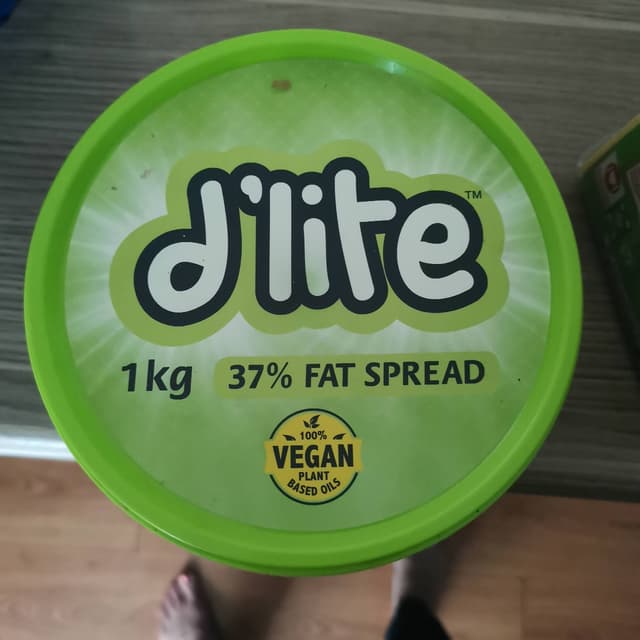 d'lite™
1kg 37% FAT SPREAD
100%
VEGAN
PLANT
BASED OILS